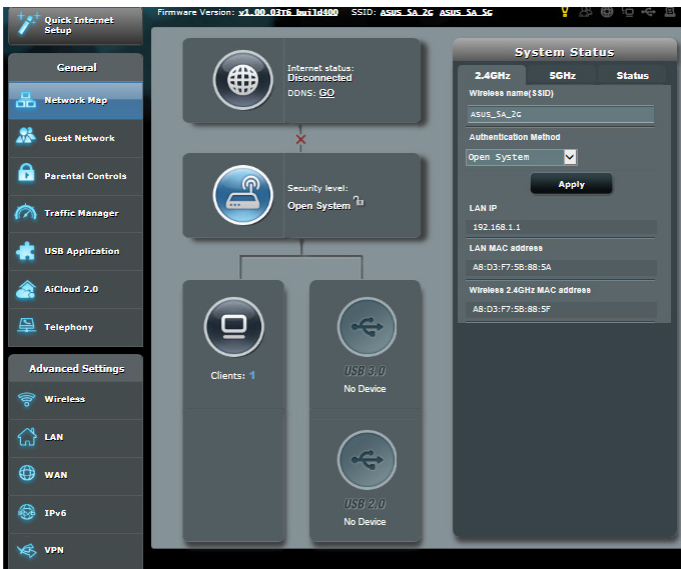 Quick Internet
Setup
Firmware Version: v1.00.03T6_build400 SSID: ASUS_5A_2G ASUS_5A_5G
General
Network Map
Guest Network
Parental Controls
Traffic Manager
USB Application
AiCloud 2.0
Telephony
Advanced Settings
Wireless
LAN
WAN
IPv6
VPN
Internet status:
Disconnected
DDNS: GO
Security level:
Open System
Clients: 1
USB 3.0
No Device
USB 2.0
No Device
System Status
2.4GHz 5GHz Status
Wireless name(SSID)
ASUS_5A_2G
Authentication Method
Open System
Apply
LAN IP
192.168.1.1
LAN MAC address
A8:D3:F7:5B:88:5A
Wireless 2.4GHz MAC address
A8:D3:F7:5B:88:5F